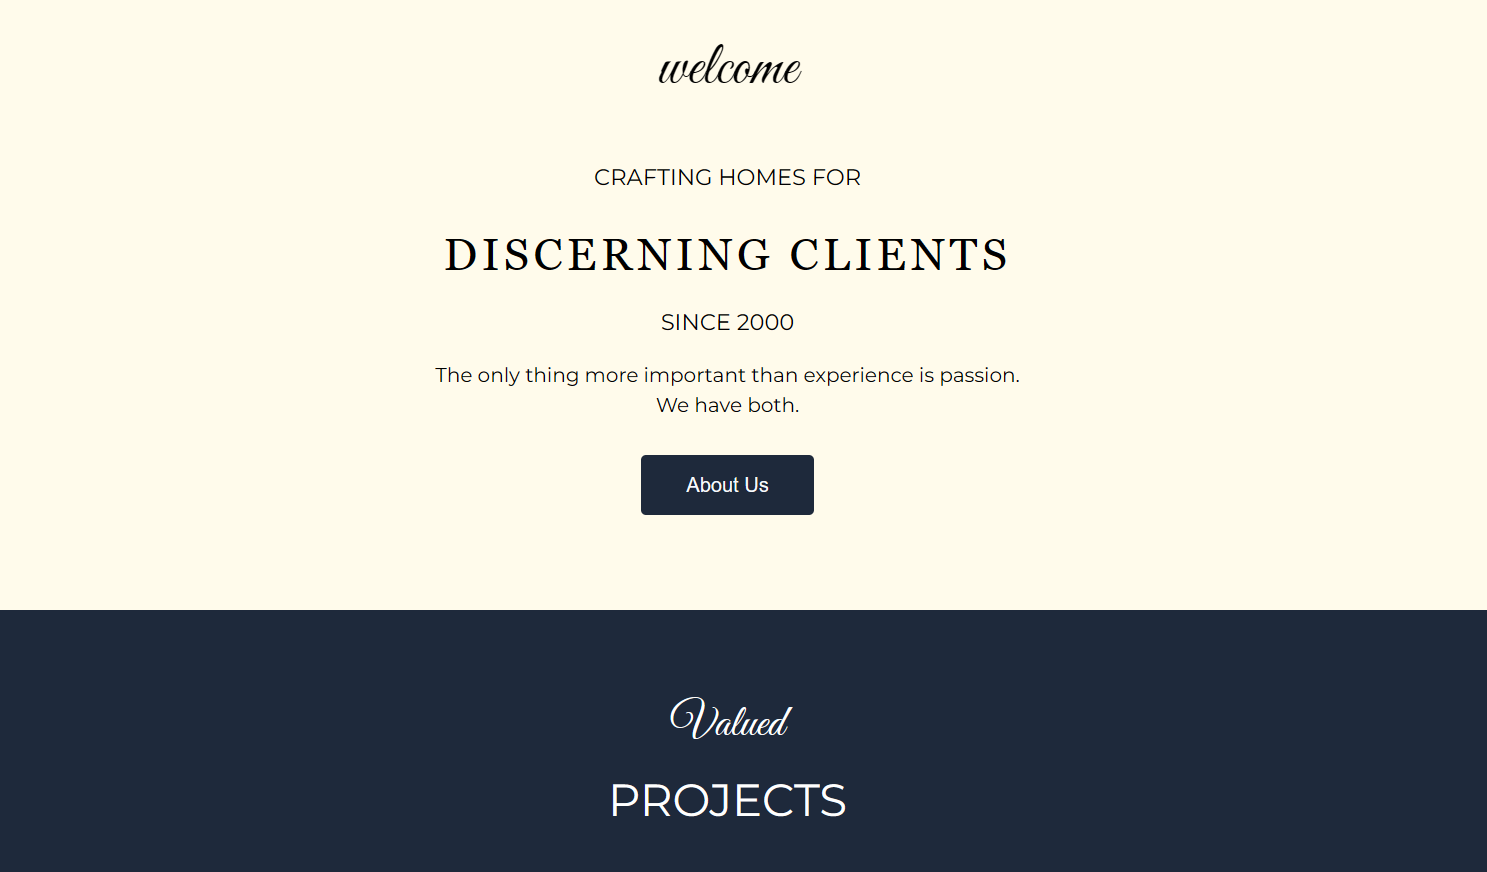 welcome
CRAFTING HOMES FOR
DISCERNING CLIENTS
SINCE 2000
The only thing more important than experience is passion.
We have both.
About Us
Valued
PROJECTS